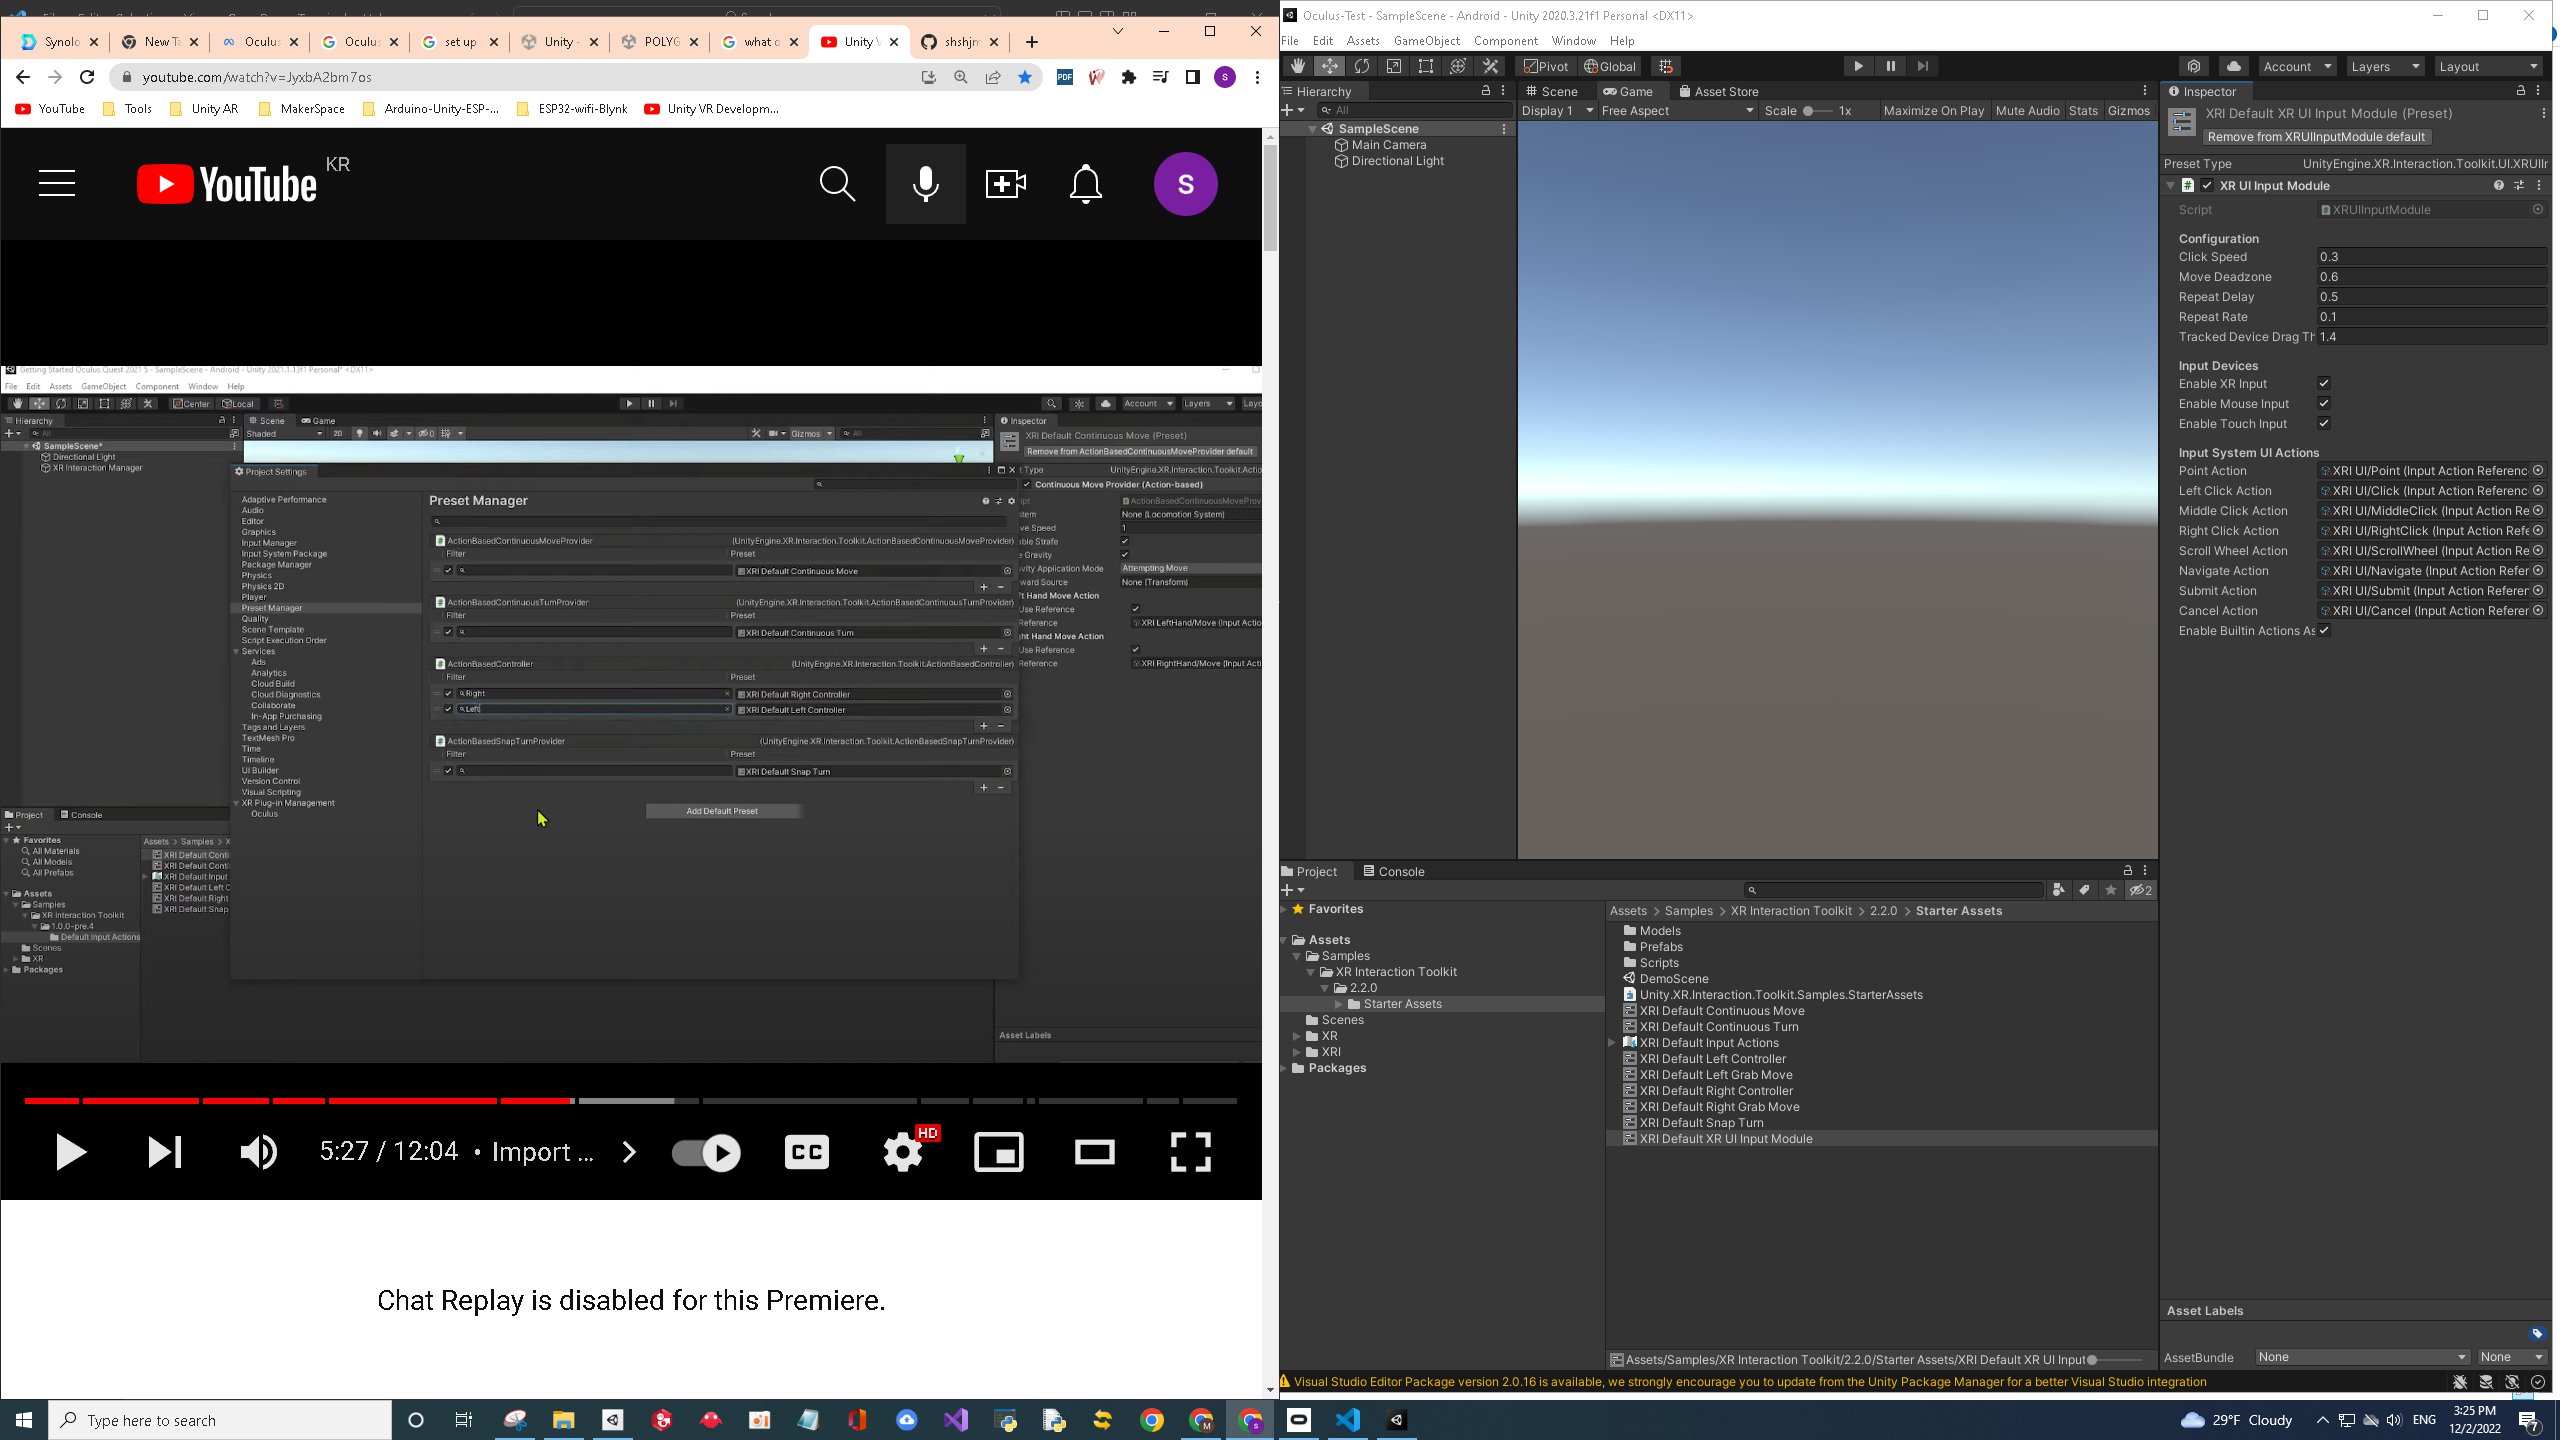 Synolo
New Ta
Oculus
Oculus
set up
Unity -
POLYG
what o
Unity V
shshjm
youtube.com/watch?v=JyxbA2bm7os
YouTube
Tools
Unity AR
MakerSpace
Arduino-Unity-ESP-...
ESP32-wifi-Blynk
Unity VR Developm...
YouTube KR
S
Getting Started Oculus Quest 2021 5 - SampleScene - Android - Unity 2021.1.13f1 Personal* <DX11>
File Edit Assets GameObject Component Window Help
Center Local
Account Layers
Hierarchy
Scene Game
Inspector
All
Shaded 2D
Gizmos All
SampleScene*
Directional Light
XR Interaction Manager
XRI Default Continuous Move (Preset)
Remove from ActionBasedContinuousMoveProvider default
Project Settings
Adaptive Performance
Audio
Editor
Graphics
Input Manager
Input System Package
Package Manager
Physics
Physics 2D
Player
Preset Manager
Quality
Scene Template
Script Execution Order
Services
Ads
Analytics
Cloud Build
Cloud Diagnostics
Collaborate
In-App Purchasing
Tags and Layers
TextMesh Pro
Time
Timeline
UI Builder
Version Control
Visual Scripting
XR Plug-in Management
Oculus
Preset Manager
ActionBasedContinuousMoveProvider (UnityEngine.XR.Interaction.Toolkit.ActionBasedContinuousMoveProvider)
Filter Preset
XRI Default Continuous Move
ActionBasedContinuousTurnProvider (UnityEngine.XR.Interaction.Toolkit.ActionBasedContinuousTurnProvider)
Filter Preset
XRI Default Continuous Turn
ActionBasedController (UnityEngine.XR.Interaction.Toolkit.ActionBasedController)
Filter Preset
Right XRI Default Right Controller
Left XRI Default Left Controller
ActionBasedSnapTurnProvider (UnityEngine.XR.Interaction.Toolkit.ActionBasedSnapTurnProvider)
Filter Preset
XRI Default Snap Turn
Add Default Preset
Continuous Move Provider (Action-based)
None (Locomotion System)
1
Attempting Move
None (Transform)
Use Reference
XRI LeftHand/Move (Input Actio
Use Reference
XRI RightHand/Move (Input Acti
Project Console
Favorites
All Materials
All Models
All Prefabs
Assets
Samples
XR Interaction Toolkit
1.0.0-pre.4
Default Input Actions
Scenes
XR
Packages
Assets > Samples > X
XRI Default Conti
XRI Default Conti
XRI Default Input
XRI Default Left C
XRI Default Right
XRI Default Snap
Asset Labels
5:27 / 12:04 • Import ...
HD
CC
Chat Replay is disabled for this Premiere.
Oculus-Test - SampleScene - Android - Unity 2020.3.21f1 Personal <DX11>
File Edit Assets GameObject Component Window Help
Pivot Global
Account Layers Layout
Hierarchy
All
SampleScene
Main Camera
Directional Light
Scene Game Asset Store
Display 1 Free Aspect Scale 1x Maximize On Play Mute Audio Stats Gizmos
Inspector
XRI Default XR UI Input Module (Preset)
Remove from XRUIInputModule default
Preset Type UnityEngine.XR.Interaction.Toolkit.UI.XRUIIr
XR UI Input Module
Script XRUIInputModule
Configuration
Click Speed 0.3
Move Deadzone 0.6
Repeat Delay 0.5
Repeat Rate 0.1
Tracked Device Drag Th 1.4
Input Devices
Enable XR Input
Enable Mouse Input
Enable Touch Input
Input System UI Actions
Point Action XRI UI/Point (Input Action Referenc
Left Click Action XRI UI/Click (Input Action Referenc
Middle Click Action XRI UI/MiddleClick (Input Action Re
Right Click Action XRI UI/RightClick (Input Action Refe
Scroll Wheel Action XRI UI/ScrollWheel (Input Action Re
Navigate Action XRI UI/Navigate (Input Action Refer
Submit Action XRI UI/Submit (Input Action Referer
Cancel Action XRI UI/Cancel (Input Action Referer
Enable Builtin Actions As
Project Console
2
Favorites
Assets
Samples
XR Interaction Toolkit
2.2.0
Starter Assets
Scenes
XR
XRI
Packages
Assets > Samples > XR Interaction Toolkit > 2.2.0 > Starter Assets
Models
Prefabs
Scripts
DemoScene
Unity.XR.Interaction.Toolkit.Samples.StarterAssets
XRI Default Continuous Move
XRI Default Continuous Turn
XRI Default Input Actions
XRI Default Left Controller
XRI Default Left Grab Move
XRI Default Right Controller
XRI Default Right Grab Move
XRI Default Snap Turn
XRI Default XR UI Input Module
Assets/Samples/XR Interaction Toolkit/2.2.0/Starter Assets/XRI Default XR UI Input
Asset Labels
AssetBundle None None
Visual Studio Editor Package version 2.0.16 is available, we strongly encourage you to update from the Unity Package Manager for a better Visual Studio integration
Type here to search
29°F Cloudy
ENG
3:25 PM
12/2/2022
7